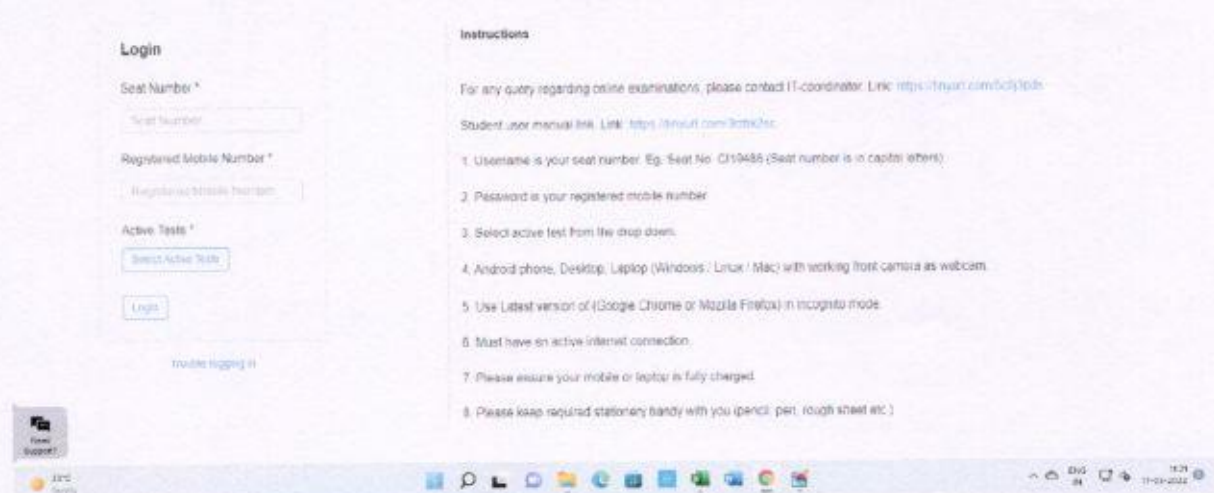 Login
Seat Number *
Seat Number
Registered Mobile Number *
Registered Mobile Number
Active Tests *
Select Active Tests
Login
Trouble logging in
Instructions
For any query regarding online examinations, please contact IT-coordinator. Link:
Student user manual link. Link:
1. Username is your seat number. Eg. Seat No. (Seat number is in capital letters)
2. Password is your registered mobile number
3. Select active test from the drop down.
4. Android phone, Desktop, Laptop (Windows / Linux / Mac) with working front camera as webcam.
5. Use Latest version of (Google Chrome or Mozilla Firefox) in incognito mode.
6. Must have an active internet connection.
7. Please ensure your mobile or laptop is fully charged.
8. Please keep required stationery handy with you (pencil, pen, rough sheet etc.)
Need
Support?
ENG
IN